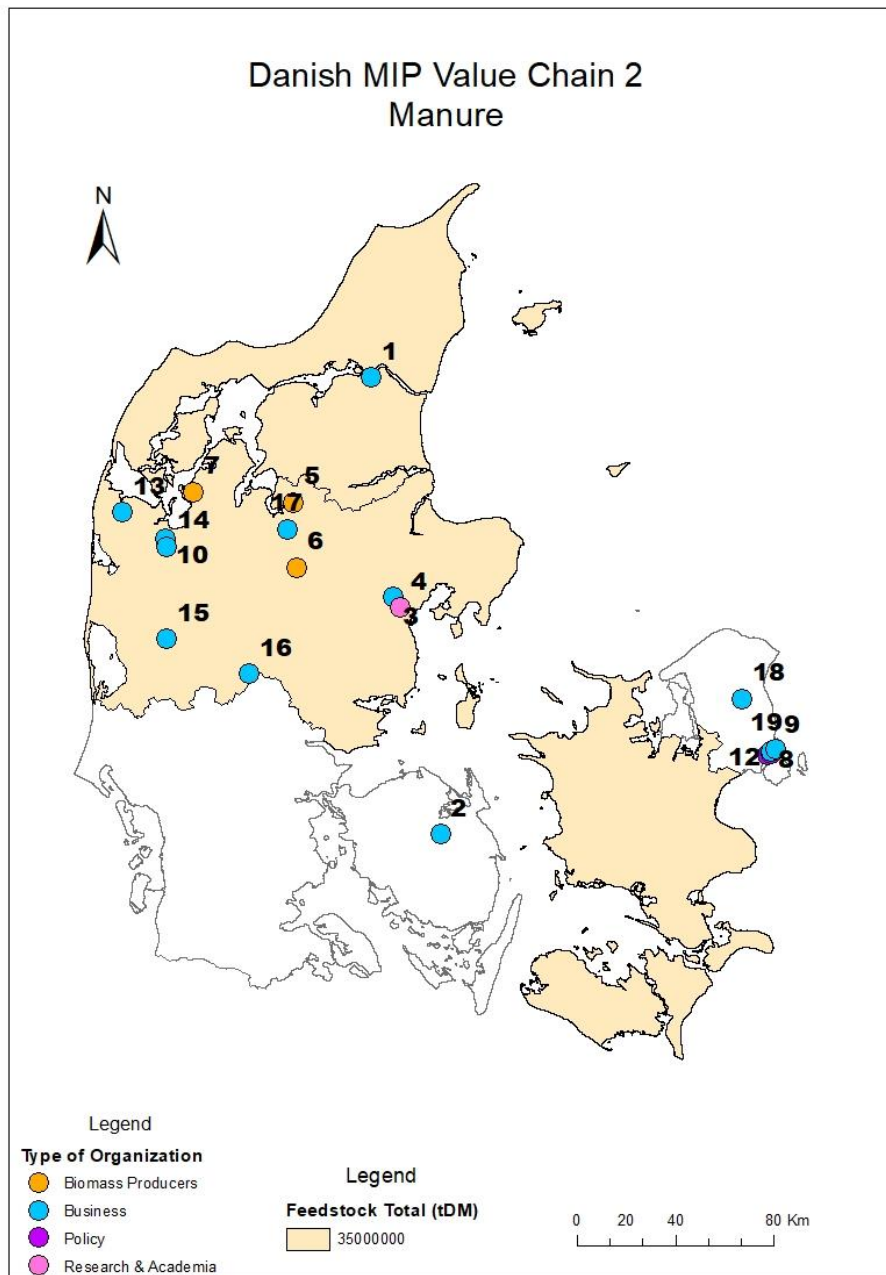 Danish MIP Value Chain 2
Manure
N
1
7
5
13
17
14
6
10
4
3
15
16
18
19 9
12 8
2
Legend
Type of Organization
Biomass Producers
Business
Policy
Research & Academia
Legend
Feedstock Total (tDM)
35000000
0 20 40 80 Km